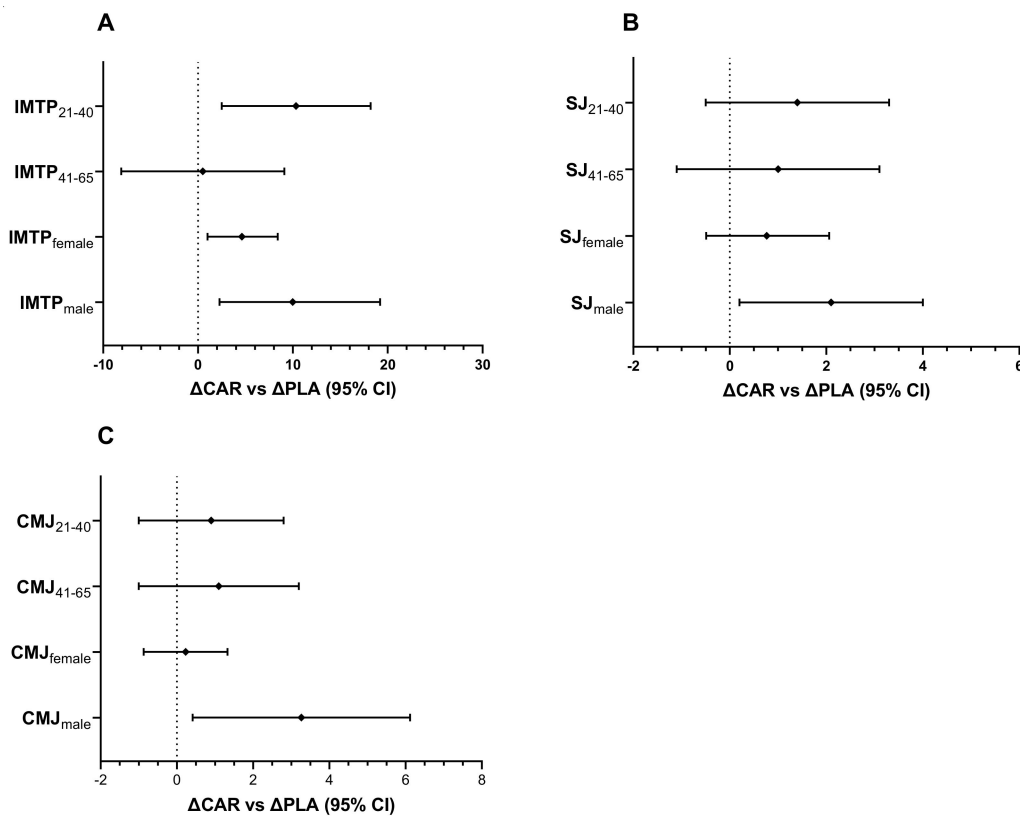 A
IMTP21-40
IMTP41-65
IMTPfemale
IMTPmale
-10 0 10 20 30
ΔCAR vs ΔPLA (95% CI)
B
SJ21-40
SJ41-65
SJfemale
SJmale
-2 0 2 4 6
ΔCAR vs ΔPLA (95% CI)
C
CMJ21-40
CMJ41-65
CMJfemale
CMJmale
-2 0 2 4 6 8
ΔCAR vs ΔPLA (95% CI)